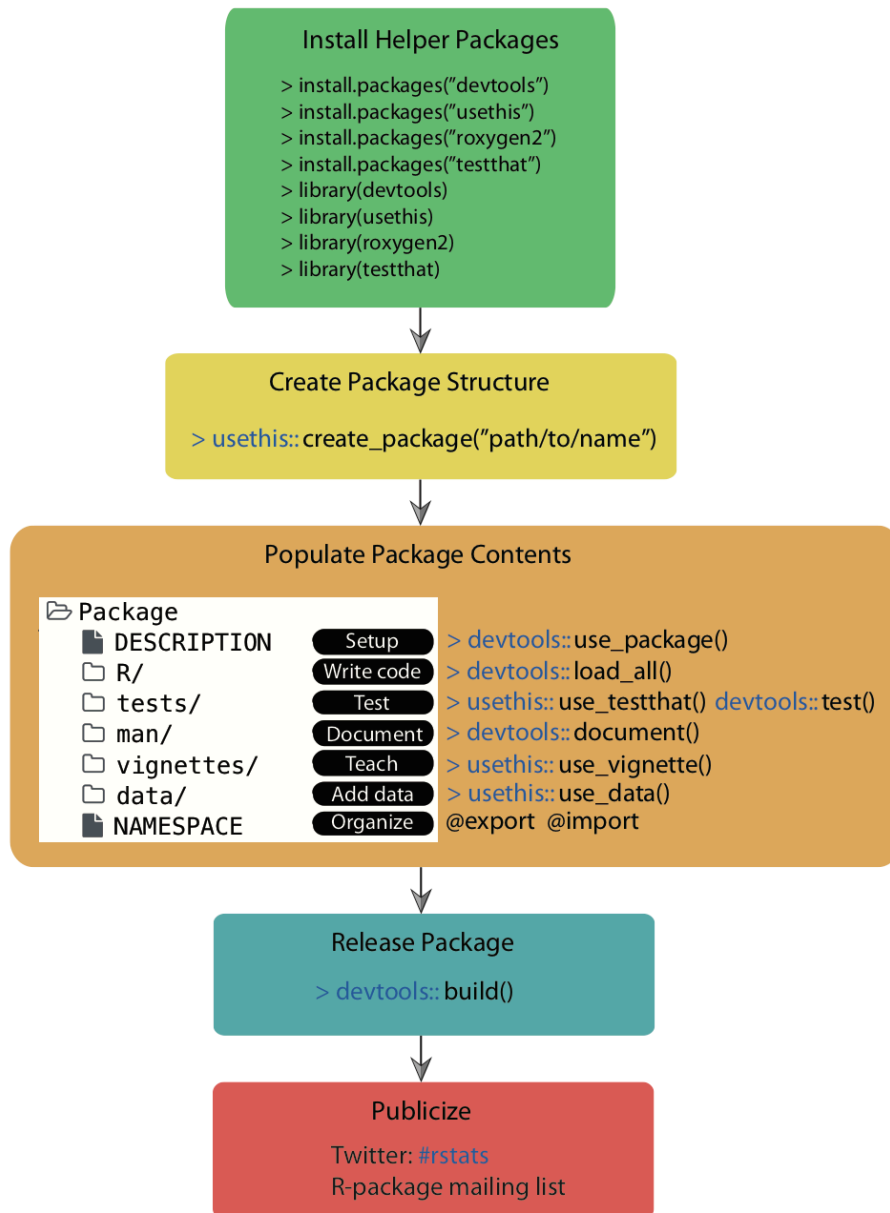 Install Helper Packages
> install.packages("devtools")
> install.packages("usethis")
> install.packages("roxygen2")
> install.packages("testthat")
> library(devtools)
> library(usethis)
> library(roxygen2)
> library(testthat)
Create Package Structure
> usethis::create_package("path/to/name")
Populate Package Contents
Package
DESCRIPTION Setup > devtools::use_package()
R/ Write code > devtools::load_all()
tests/ Test > usethis::use_testthat() devtools::test()
man/ Document > devtools::document()
vignettes/ Teach > usethis::use_vignette()
data/ Add data > usethis::use_data()
NAMESPACE Organize @export @import
Release Package
> devtools::build()
Publicize
Twitter: #rstats
R-package mailing list